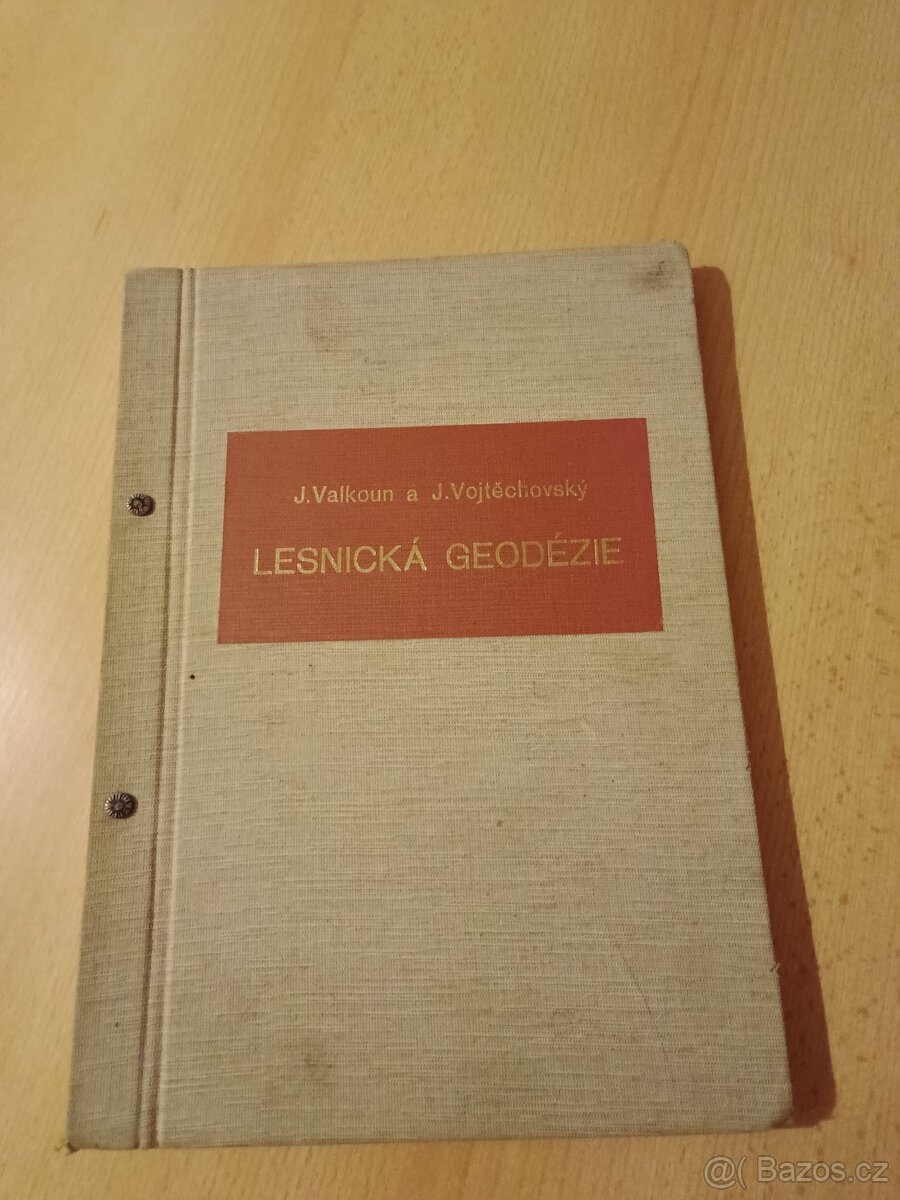 J.Valkoun a J.Vojtěchovský
LESNICKÁ GEODÉZIE
@( Bazos.cz